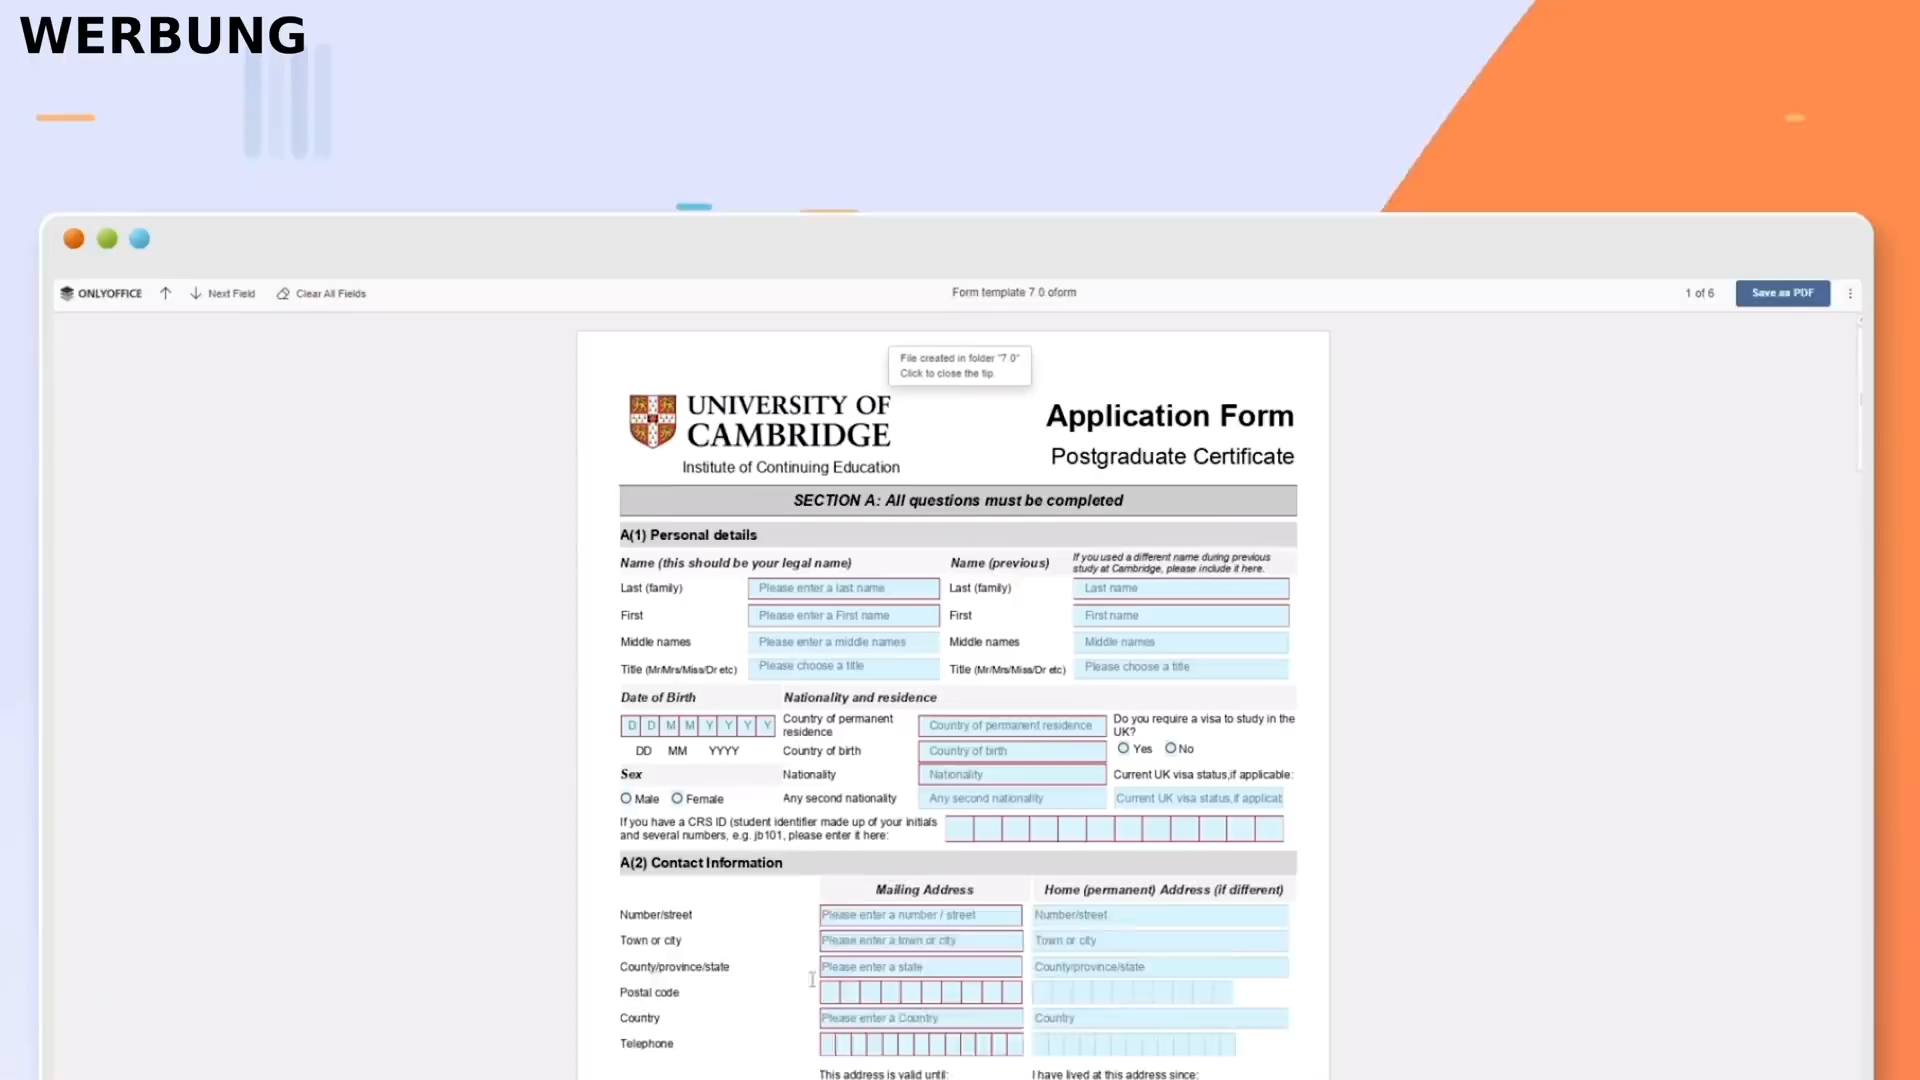 WERBUNG
ONLYOFFICE Next Field Clear All Fields Form template 7 0 oform 1 of 6 Save as PDF
File created in folder "7 0"
Click to close the tip.
UNIVERSITY OF
CAMBRIDGE
Institute of Continuing Education
Application Form
Postgraduate Certificate
SECTION A: All questions must be completed
A(1) Personal details
Name (this should be your legal name) Name (previous) If you used a different name during previous
study at Cambridge, please include it here.
Last (family) Please enter a last name Last (family) Last name
First Please enter a First name First First name
Middle names Please enter a middle names Middle names Middle names
Title (Mr/Mrs/Miss/Dr etc) Please choose a title Title (Mr/Mrs/Miss/Dr etc) Please choose a title
Date of Birth Nationality and residence
D D M M Y Y Y Y Country of permanent
residence Country of permanent residence Do you require a visa to study in the
UK?
DD MM YYYY Country of birth Country of birth Yes No
Sex Nationality Nationality Current UK visa status,if applicable:
Male Female Any second nationality Any second nationality Current UK visa status,if applicat
If you have a CRS ID (student identifier made up of your initials
and several numbers, e.g. jb101, please enter it here:
A(2) Contact Information
Mailing Address Home (permanent) Address (if different)
Number/street Please enter a number / street Number/street
Town or city Please enter a town or city Town or city
County/province/state Please enter a state County/province/state
Postal code
Country Please enter a Country Country
Telephone
This address is valid until: I have lived at this address since: